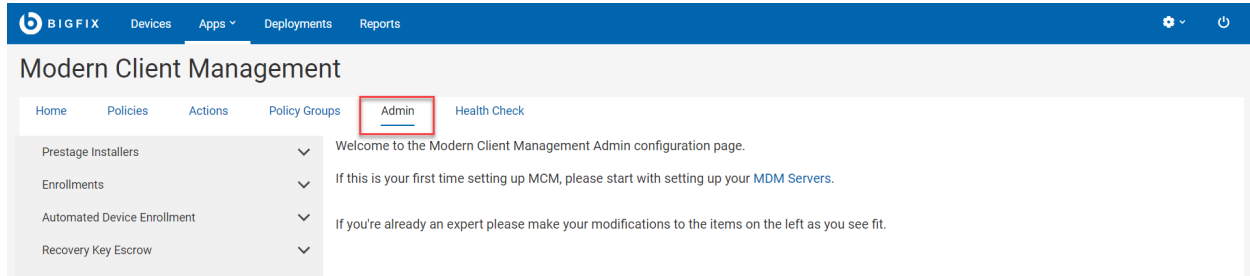 BIGFIX Devices Apps Deployments Reports
Modern Client Management
Home Policies Actions Policy Groups Admin Health Check
Prestage Installers
Enrollments
Automated Device Enrollment
Recovery Key Escrow
Welcome to the Modern Client Management Admin configuration page.
If this is your first time setting up MCM, please start with setting up your MDM Servers.
If you're already an expert please make your modifications to the items on the left as you see fit.